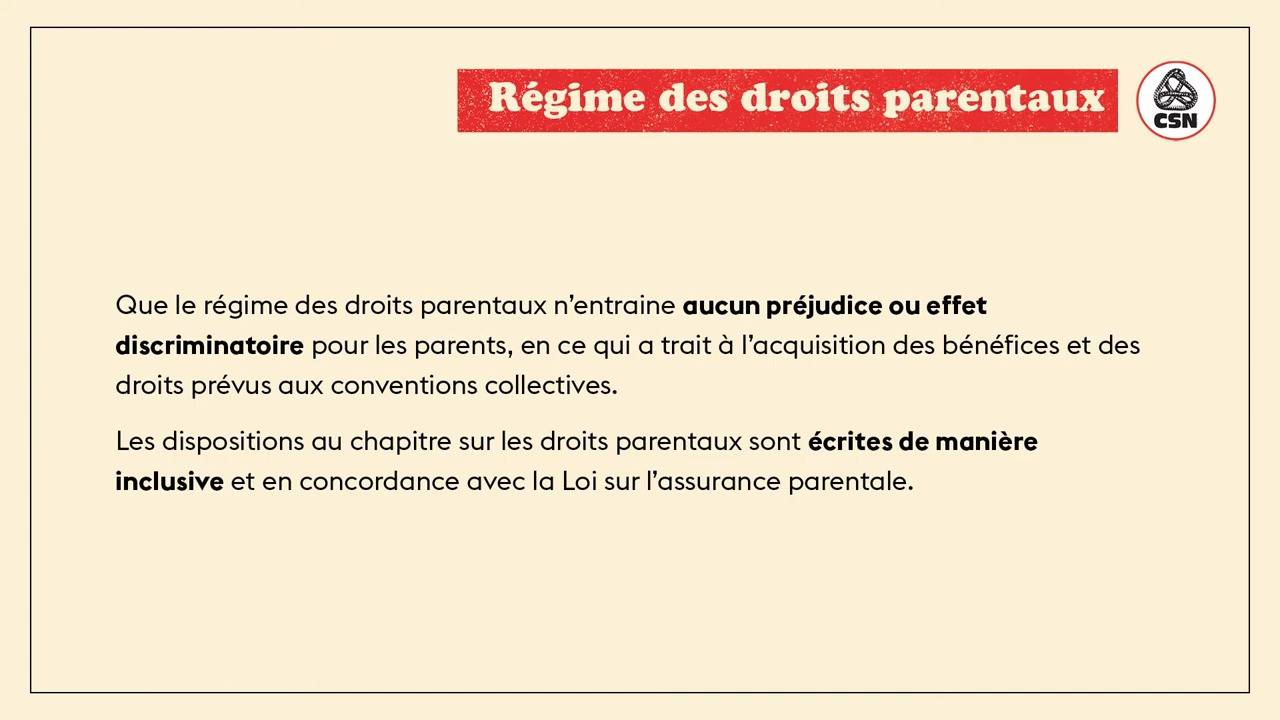 Régime des droits parentaux
CSN
Que le régime des droits parentaux n’entraine aucun préjudice ou effet
discriminatoire pour les parents, en ce qui a trait à l’acquisition des bénéfices et des
droits prévus aux conventions collectives.
Les dispositions au chapitre sur les droits parentaux sont écrites de manière
inclusive et en concordance avec la Loi sur l’assurance parentale.